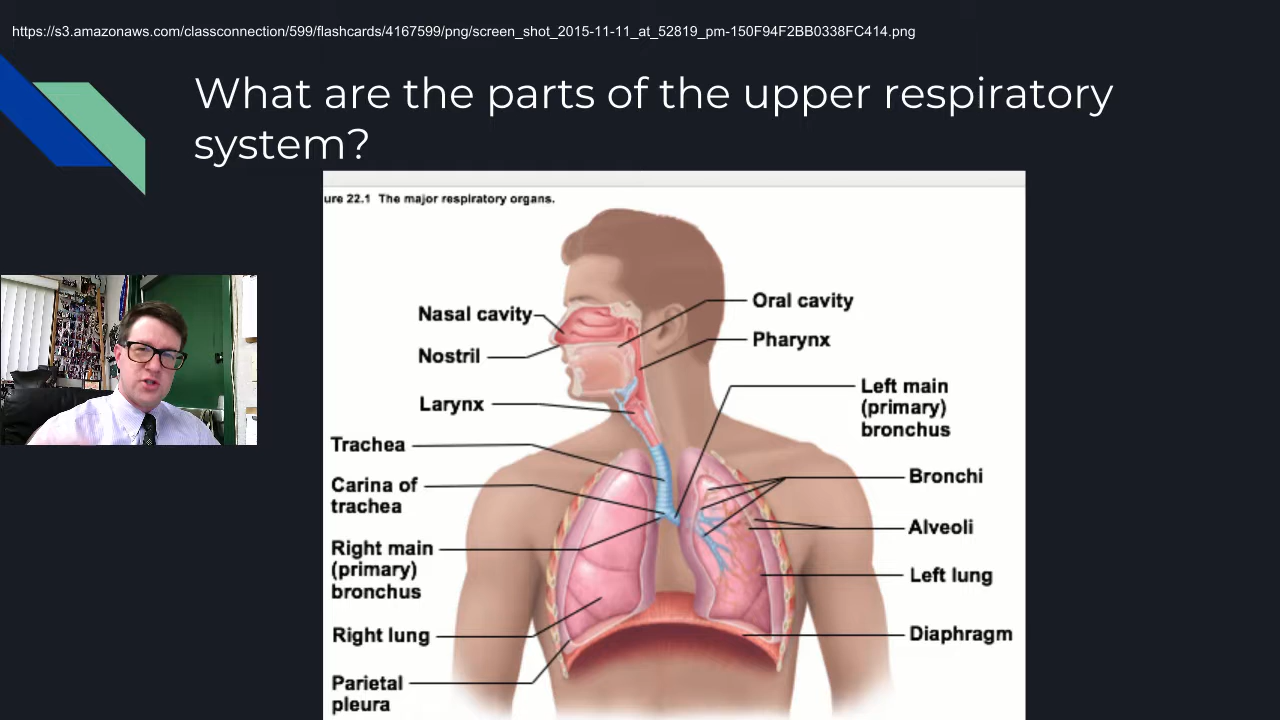 https://s3.amazonaws.com/classconnection/599/flashcards/4167599/png/screen_shot_2015-11-11_at_52819_pm-150F94F2BB0338FC414.png
What are the parts of the upper respiratory
system?
ure 22.1 The major respiratory organs.
Nasal cavity
Nostril
Larynx
Trachea
Carina of
trachea
Right main
(primary)
bronchus
Right lung
Parietal
pleura
Oral cavity
Pharynx
Left main
(primary)
bronchus
Bronchi
Alveoli
Left lung
Diaphragm